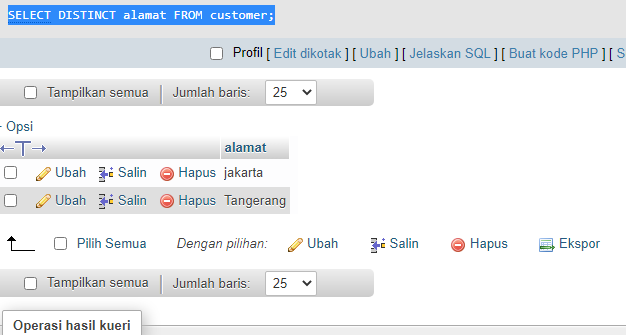 SELECT DISTINCT alamat FROM customer;
Profil [ Edit dikotak ] [ Ubah ] [ Jelaskan SQL ] [ Buat kode PHP ] [ S
Tampilkan semua Jumlah baris: 25
- Opsi
←T→ alamat
Ubah Salin Hapus jakarta
Ubah Salin Hapus Tangerang
Pilih Semua Dengan pilihan: Ubah Salin Hapus Ekspor
Tampilkan semua Jumlah baris: 25
Operasi hasil kueri